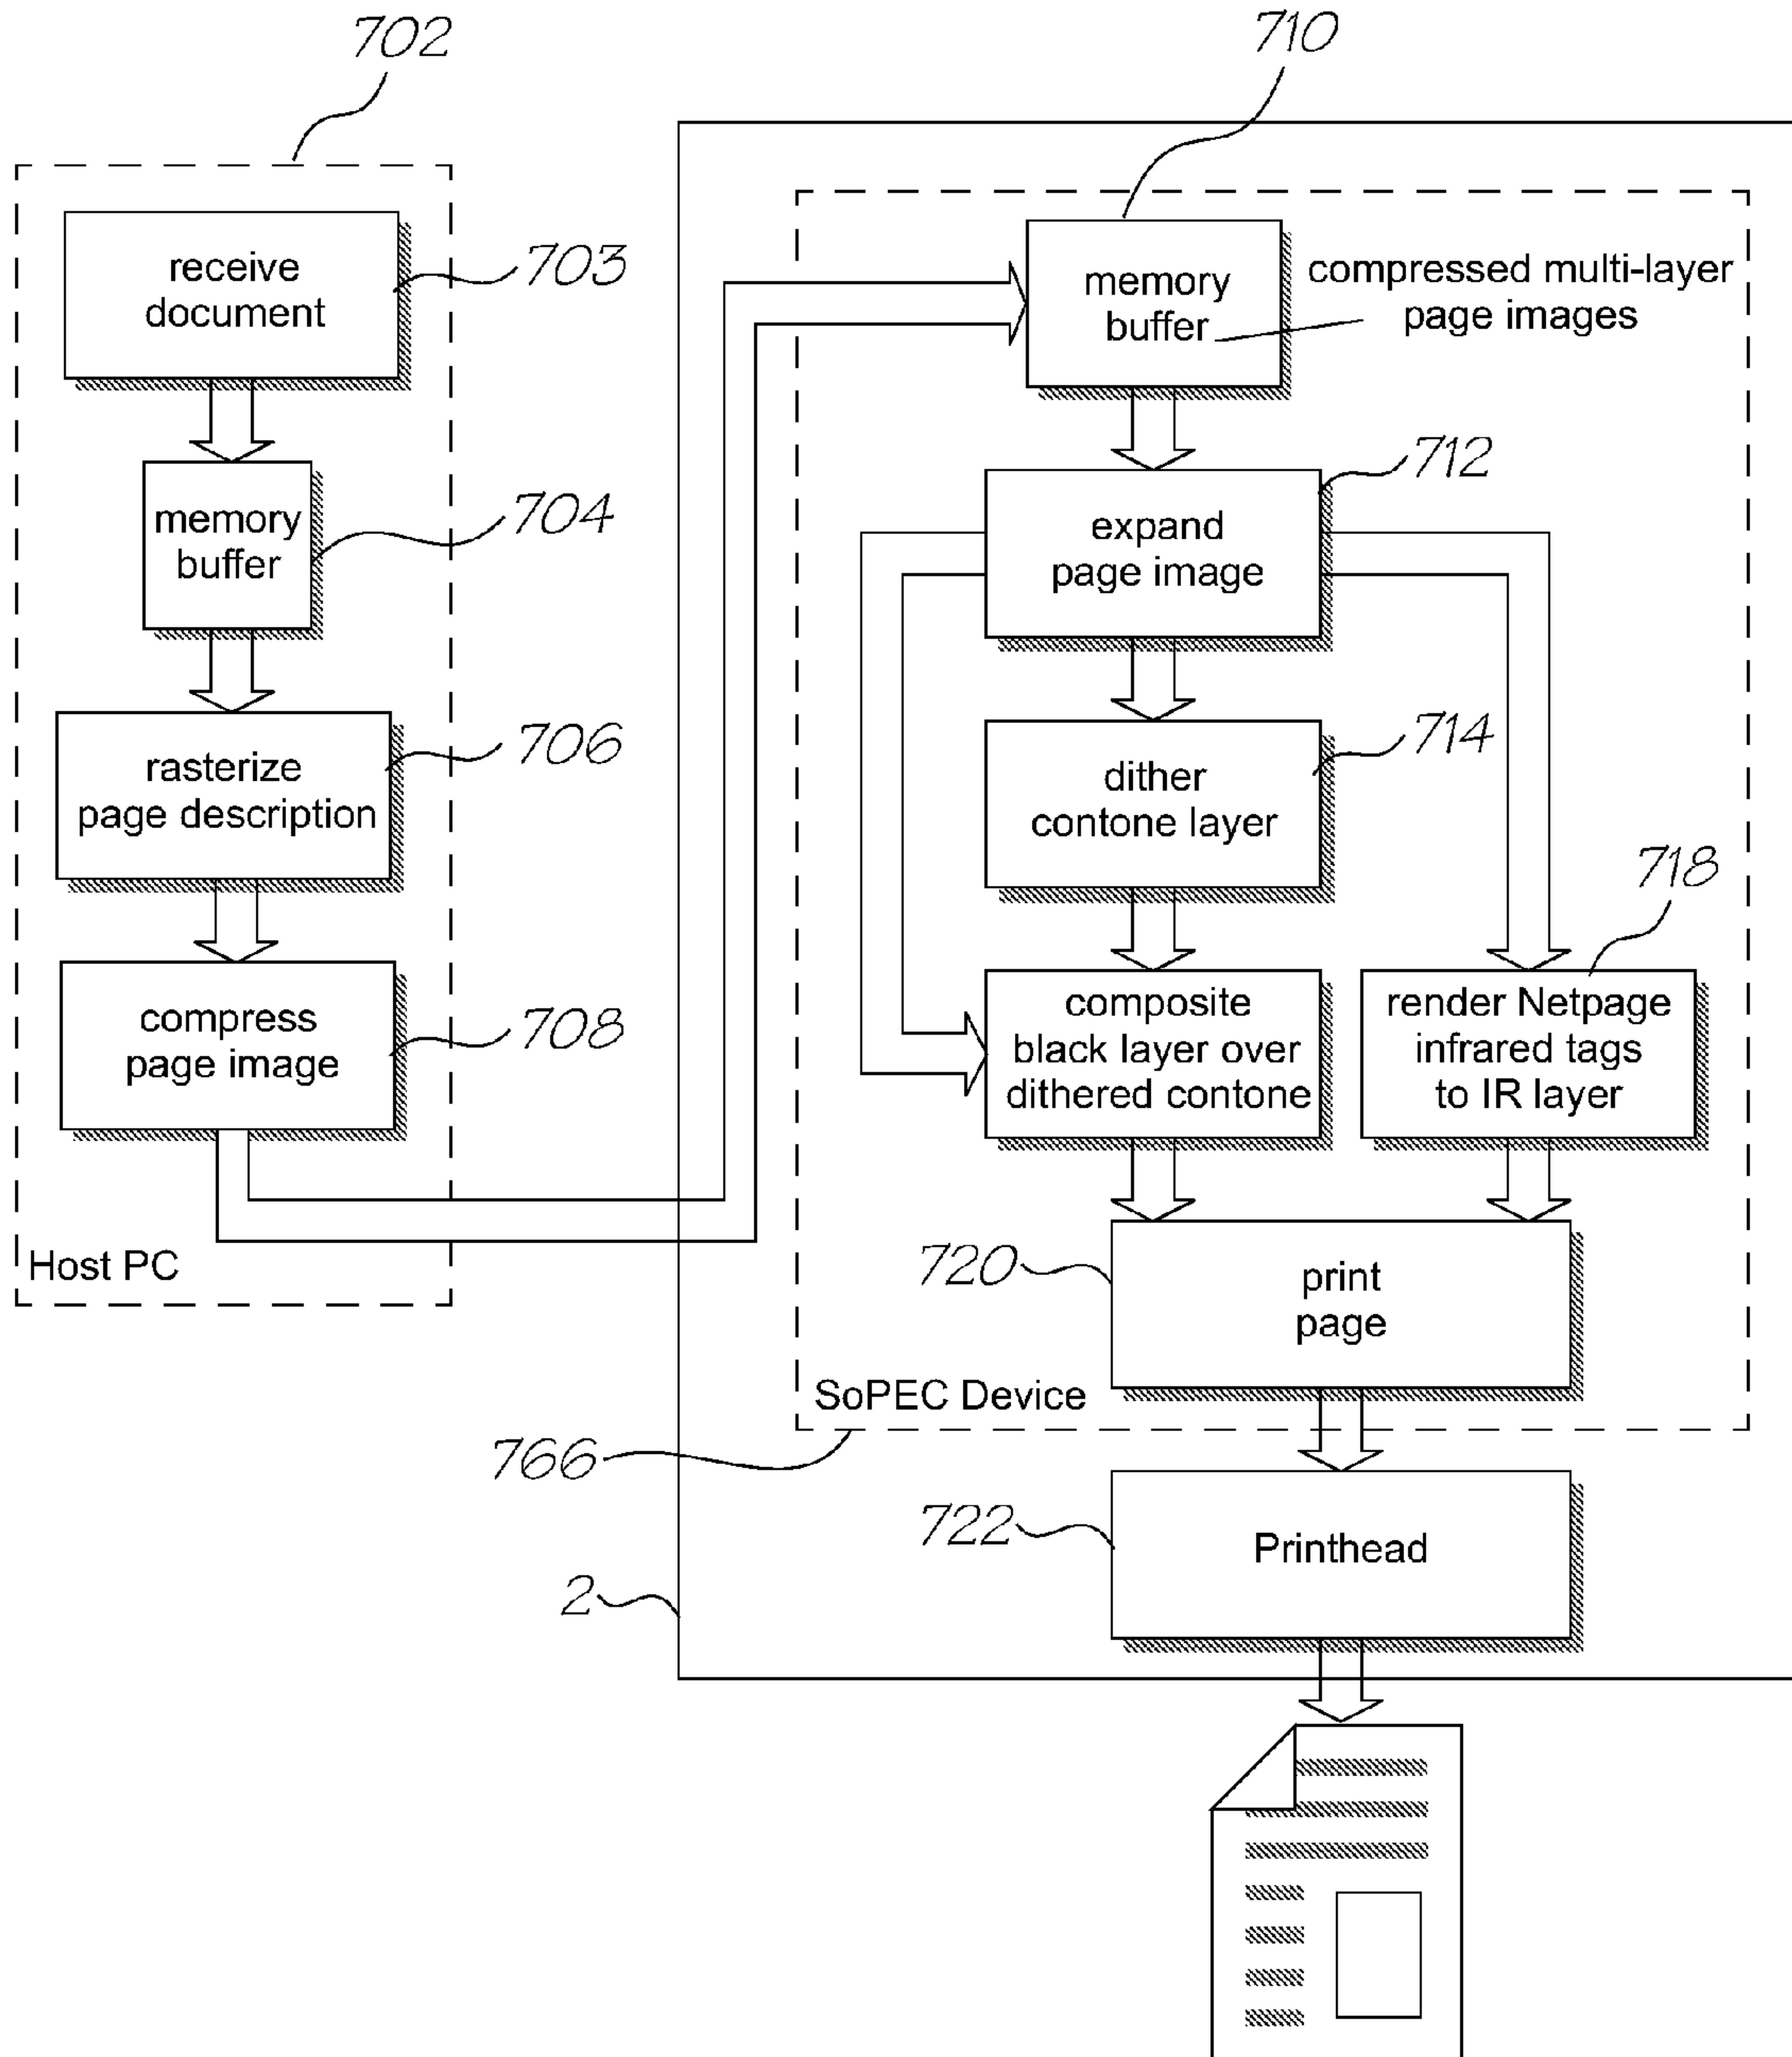 702
710
receive
document
703
memory
buffer
compressed multi-layer
page images
704
memory
buffer
712
expand
page image
706
rasterize
page description
714
dither
contone layer
718
708
compress
page image
composite
black layer over
dithered contone
render Netpage
infrared tags
to IR layer
Host PC
720
print
page
SoPEC Device
766
722
Printhead
2